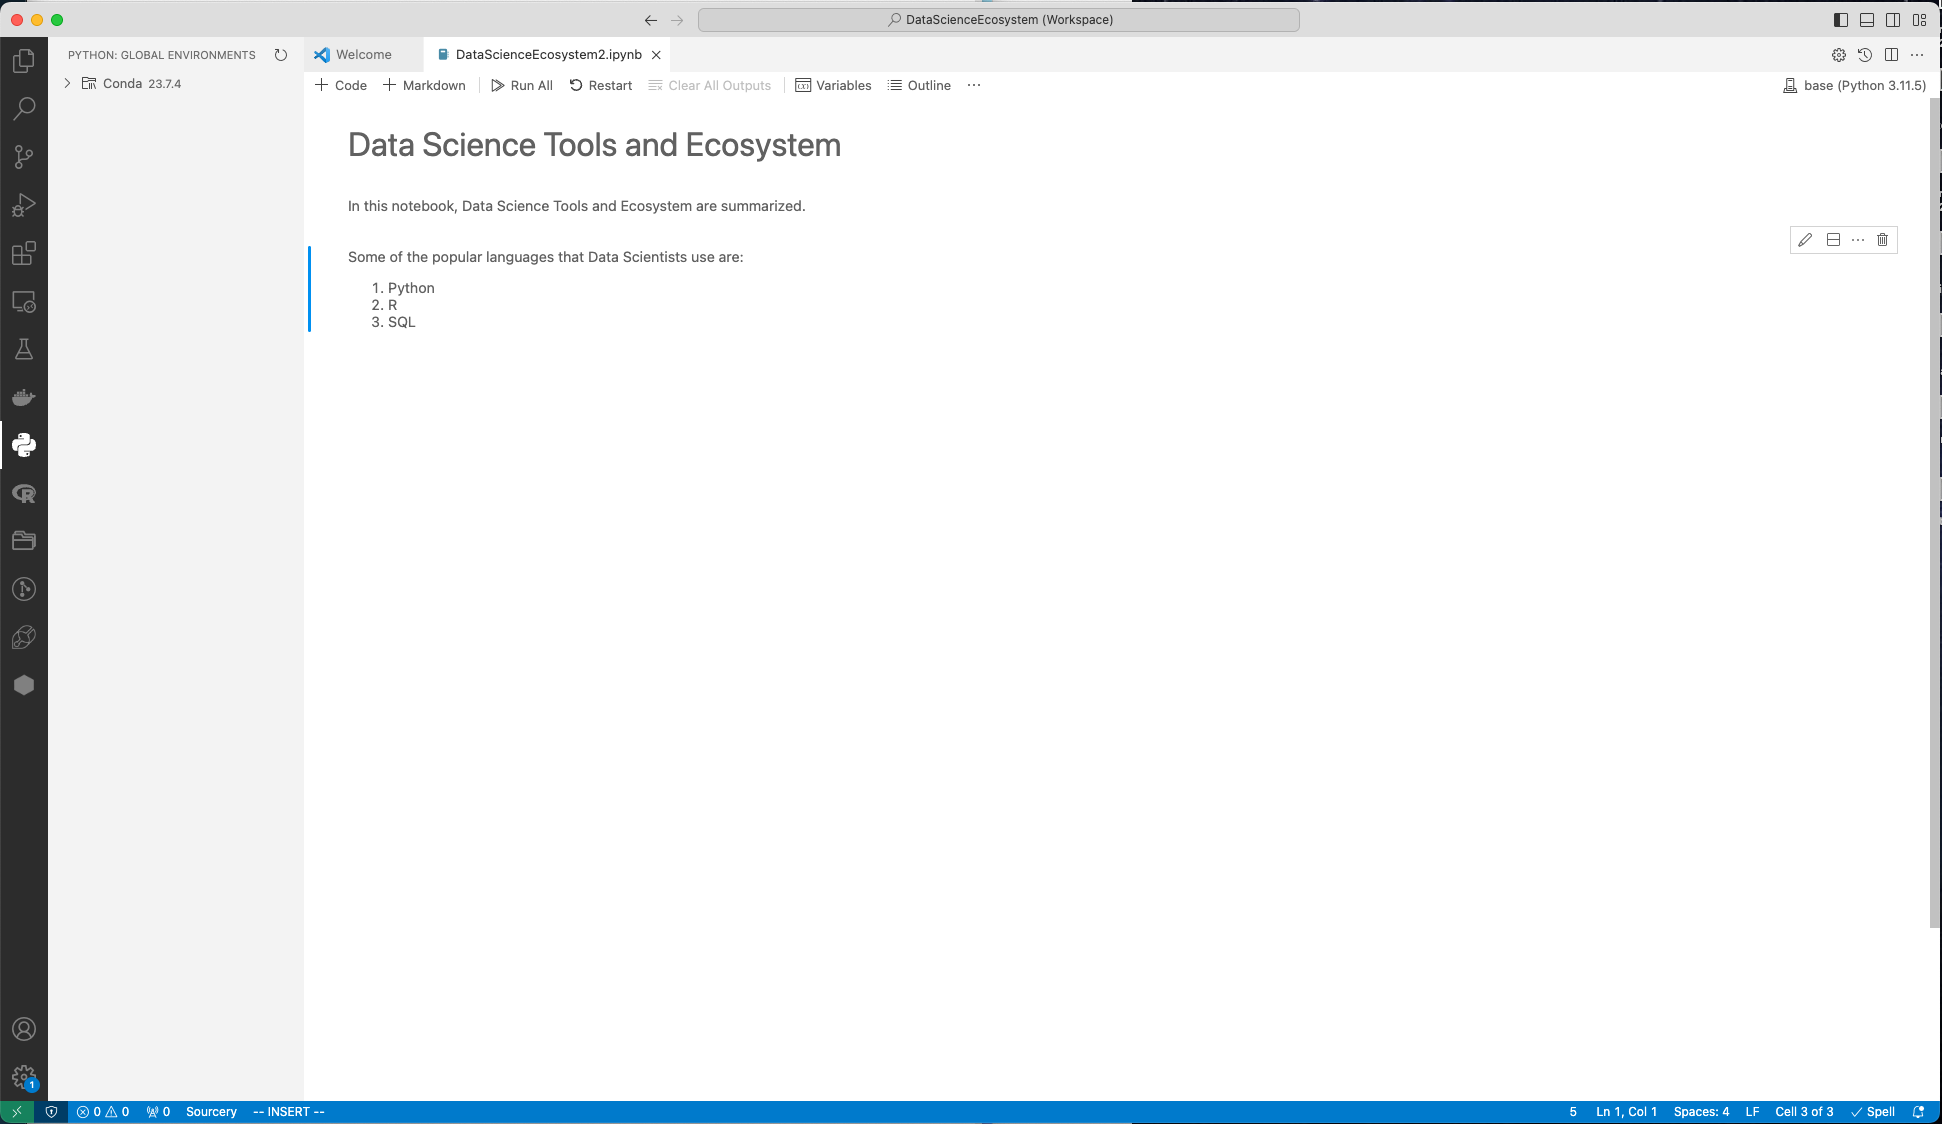 DataScienceEcosystem (Workspace)
PYTHON: GLOBAL ENVIRONMENTS
Conda 23.7.4
Welcome
DataScienceEcosystem2.ipynb
Code
Markdown
Run All
Restart
Clear All Outputs
Variables
Outline
base (Python 3.11.5)
Data Science Tools and Ecosystem
In this notebook, Data Science Tools and Ecosystem are summarized.
Some of the popular languages that Data Scientists use are:
1. Python
2. R
3. SQL
1
0 0 0 Sourcery -- INSERT -- 5 Ln 1, Col 1 Spaces: 4 LF Cell 3 of 3 Spell